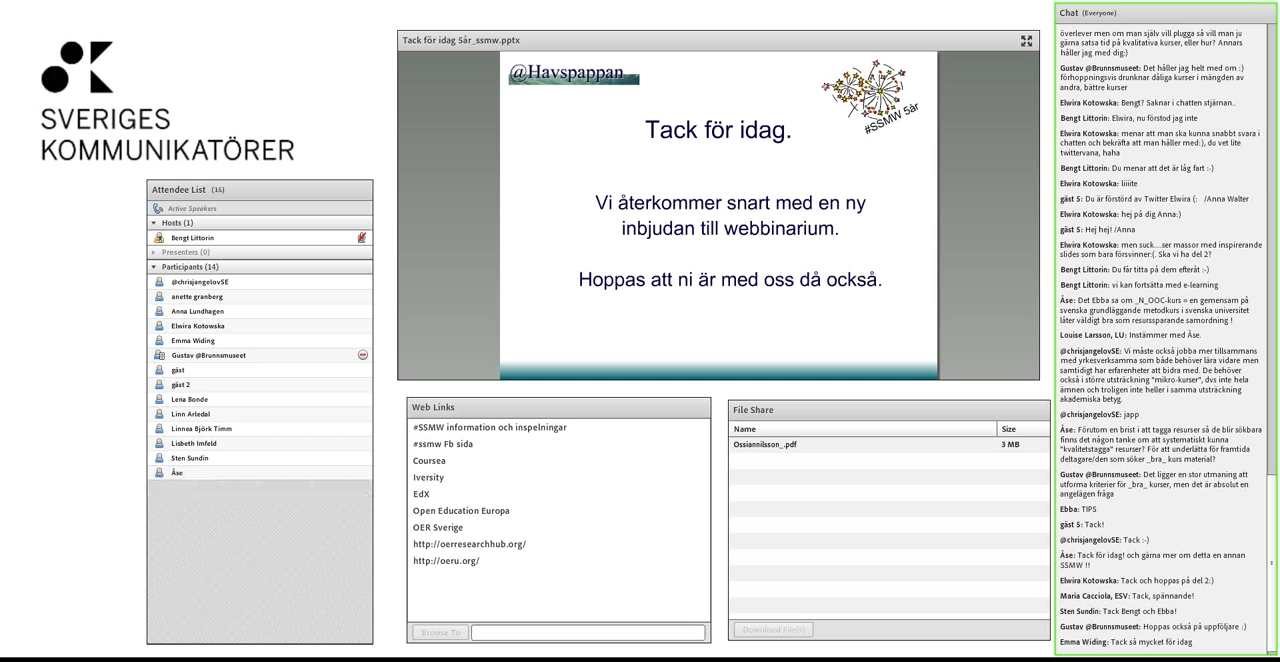 SVERIGES
KOMMUNIKATÖRER
Attendee List (16)
Active Speakers
Hosts (1)
Bengt Littorin
Presenters (0)
Participants (14)
@chrisjangelovSE
anette granberg
Anna Lundhagen
Elwira Kotowska
Emma Widing
Gustav @Brunnsmuseet
gäst
gäst 2
Lena Bonde
Linn Arledal
Linnea Björk Timm
Lisbeth Imfeld
Sten Sundin
Åse
Tack för idag 5år_ssmw.pptx
@Havspappan
#SSMW 5år
Tack för idag.
Vi återkommer snart med en ny
inbjudan till webbinarium.
Hoppas att ni är med oss då också.
Web Links
#SSMW information och inspelningar
#ssmw Fb sida
Coursea
Iversity
EdX
Open Education Europa
OER Sverige
http://oerresearchhub.org/
http://oeru.org/
Browse To
File Share
Name Size
Ossiannilsson_.pdf 3 MB
Download File(s)
Chat (Everyone)
överlever men om man själv vill plugga så vill man ju
gärna satsa tid på kvalitativa kurser, eller hur? Annars
håller jag med dig:)
Gustav @Brunnsmuseet: Det håller jag helt med om :)
förhoppningsvis drunknar dåliga kurser i mängden av
andra, bättre kurser
Elwira Kotowska: Bengt? Saknar i chatten stjärnan..
Bengt Littorin: Elwira, nu förstod jag inte
Elwira Kotowska: menar att man ska kunna snabbt svara i
chatten och bekräfta att man håller med:), du vet lite
twittervana, haha
Bengt Littorin: Du menar att det är låg fart :-)
Elwira Kotowska: liiiite
gäst S: Du är förstörd av Twitter Elwira (: /Anna Walter
Elwira Kotowska: hej på dig Anna:)
gäst S: Hej hej! /Anna
Elwira Kotowska: men suck....ser massor med inspirerande
slides som bara försvinner:(. Ska vi ha del 2?
Bengt Littorin: Du får titta på dem efteråt :-)
Bengt Littorin: vi kan fortsätta med e-learning
Åse: Det Ebba sa om _N_OOC-kurs = en gemensam på
svenska grundläggande metodkurs i svenska universitet
låter väldigt bra som resurssparande samordning !
Louise Larsson, LU: Instämmer med Åse.
@chrisjangelovSE: Vi måste också jobba mer tillsammans
med yrkesverksamma som både behöver lära vidare men
samtidigt har erfarenheter att bidra med. De behöver
också i större utsträckning "mikro-kurser", dvs inte hela
ämnen och troligen inte heller i samma utsträckning
akademiska betyg.
@chrisjangelovSE: japp
Åse: Förutom en brist i att tagga resurser så de blir sökbara
finns det någon tanke om att systematiskt kunna
"kvalitetstagga" resurser? För att underlätta för framtida
deltagare/den som söker _bra_ kurs material?
Gustav @Brunnsmuseet: Det ligger en stor utmaning att
utforma kriterier för _bra_ kurser, men det är absolut en
angelägen fråga
Ebba: TIPS
gäst S: Tack!
@chrisjangelovSE: Tack :-)
Åse: Tack för idag! och gärna mer om detta en annan
SSMW !!
Elwira Kotowska: Tack och hoppas på del 2:)
Maria Cacciola, ESV: Tack, spännande!
Sten Sundin: Tack Bengt och Ebba!
Gustav @Brunnsmuseet: Hoppas också på uppföljare :)
Emma Widing: Tack så mycket för idag